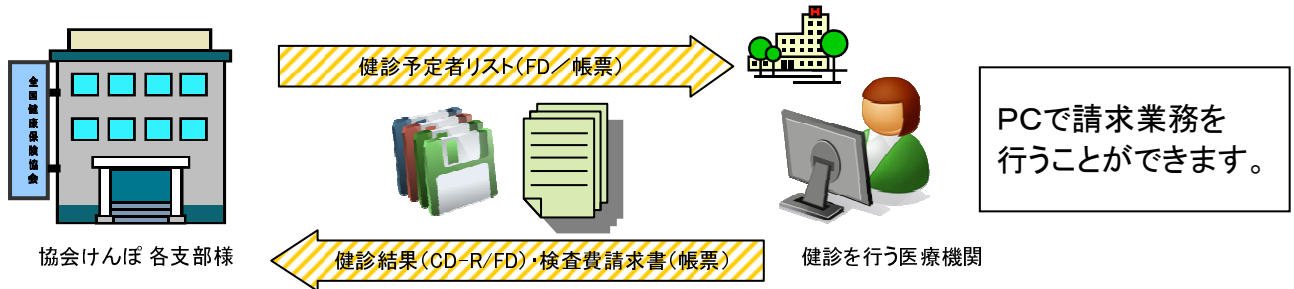 健診予定者リスト(FD/帳票)
全国健康保険協会
H
PCで請求業務を
行うことができます。
協会けんぽ 各支部様
健診結果(CD-R/FD)・検査費請求書(帳票)
健診を行う医療機関